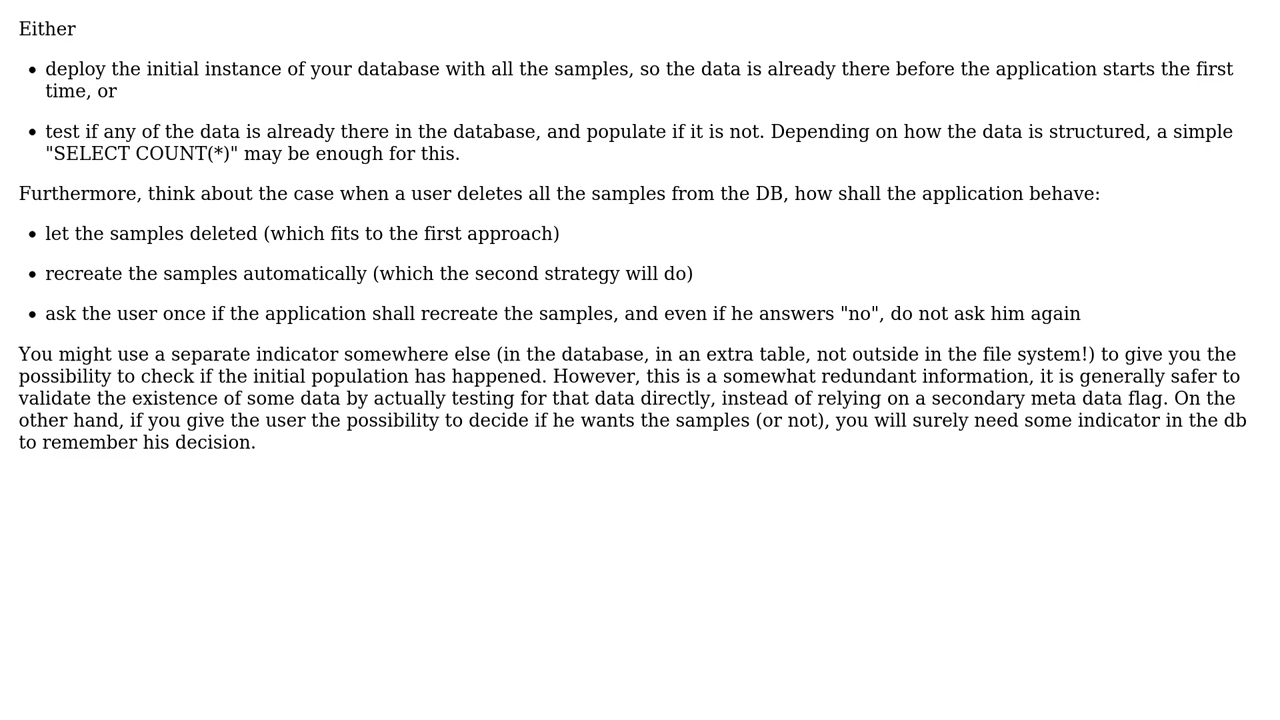 Either
• deploy the initial instance of your database with all the samples, so the data is already there before the application starts the first
time, or
• test if any of the data is already there in the database, and populate if it is not. Depending on how the data is structured, a simple
"SELECT COUNT(*)" may be enough for this.
Furthermore, think about the case when a user deletes all the samples from the DB, how shall the application behave:
• let the samples deleted (which fits to the first approach)
• recreate the samples automatically (which the second strategy will do)
• ask the user once if the application shall recreate the samples, and even if he answers "no", do not ask him again
You might use a separate indicator somewhere else (in the database, in an extra table, not outside in the file system!) to give you the
possibility to check if the initial population has happened. However, this is a somewhat redundant information, it is generally safer to
validate the existence of some data by actually testing for that data directly, instead of relying on a secondary meta data flag. On the
other hand, if you give the user the possibility to decide if he wants the samples (or not), you will surely need some indicator in the db
to remember his decision.